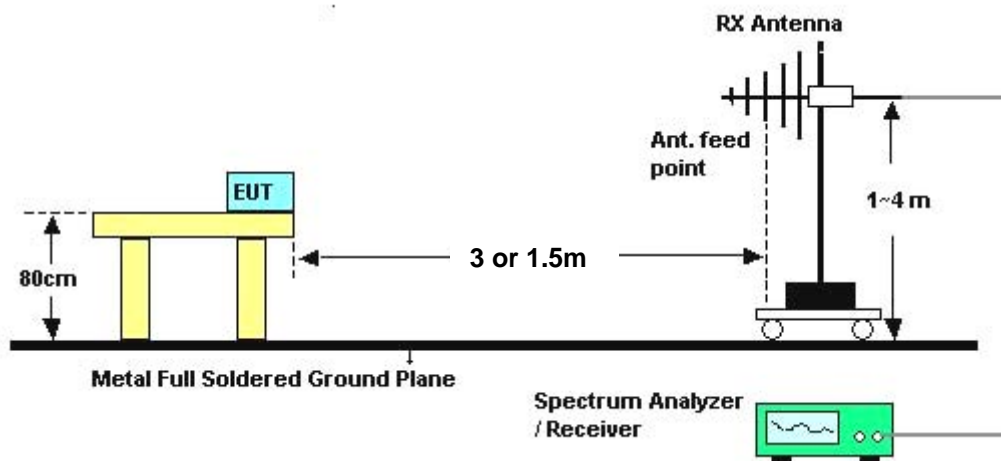 RX Antenna
Ant. feed
point
EUT
1~4 m
3 or 1.5m
80cm
Metal Full Soldered Ground Plane
Spectrum Analyzer
/ Receiver